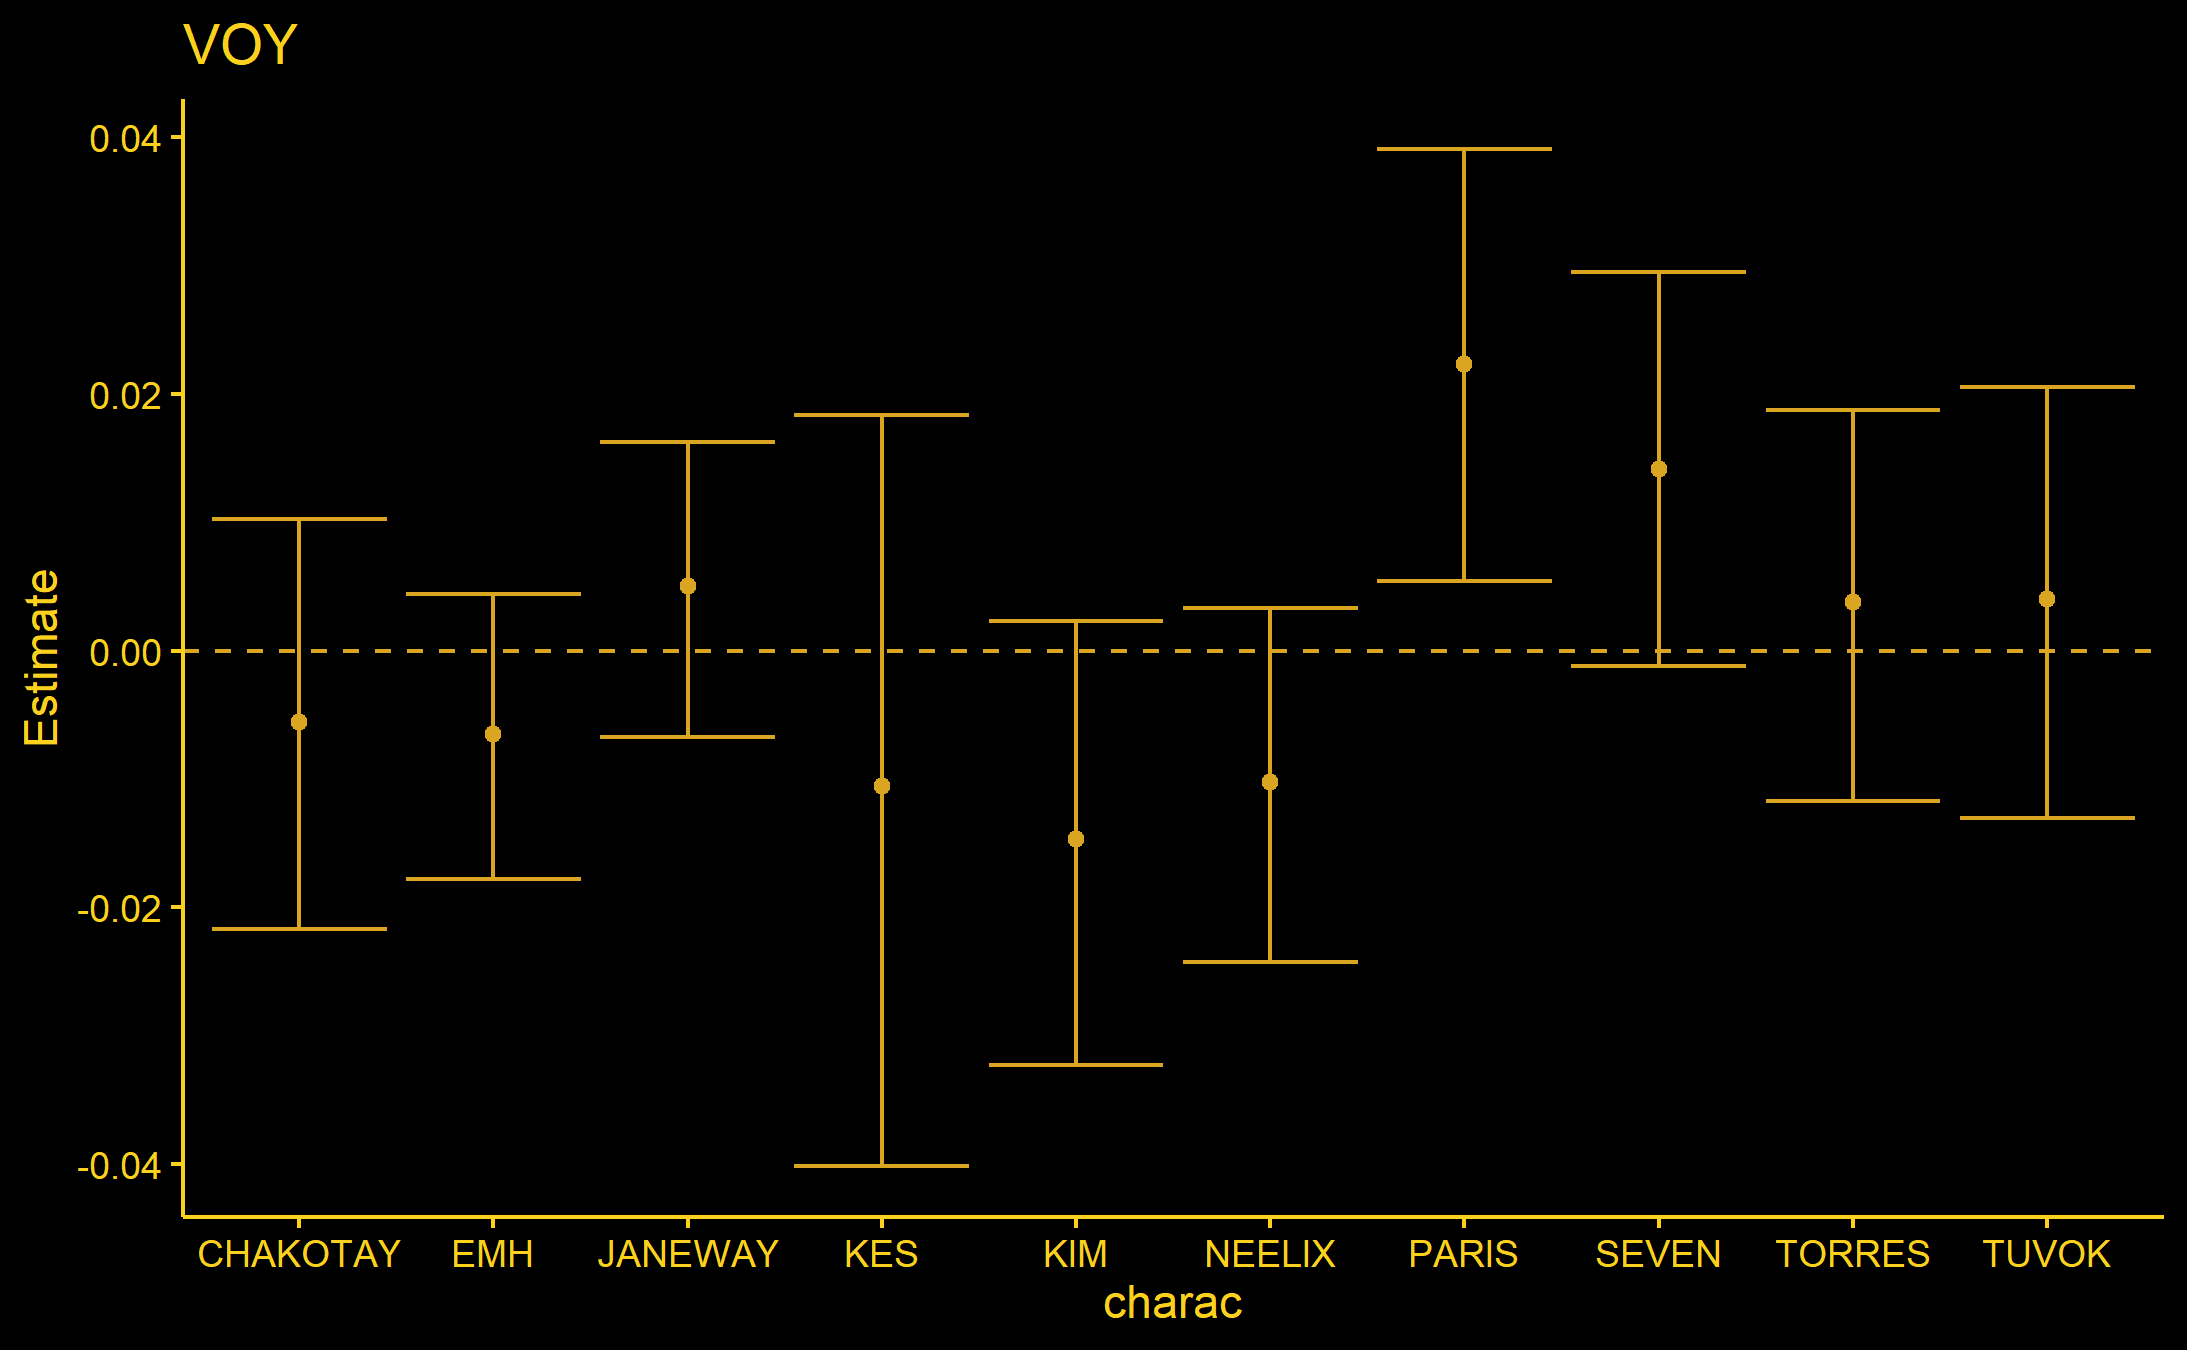 VOY
0.04
0.02
0.00
-0.02
-0.04
Estimate
CHAKOTAY EMH JANEWAY KES KIM NEELIX PARIS SEVEN TORRES TUVOK
charac